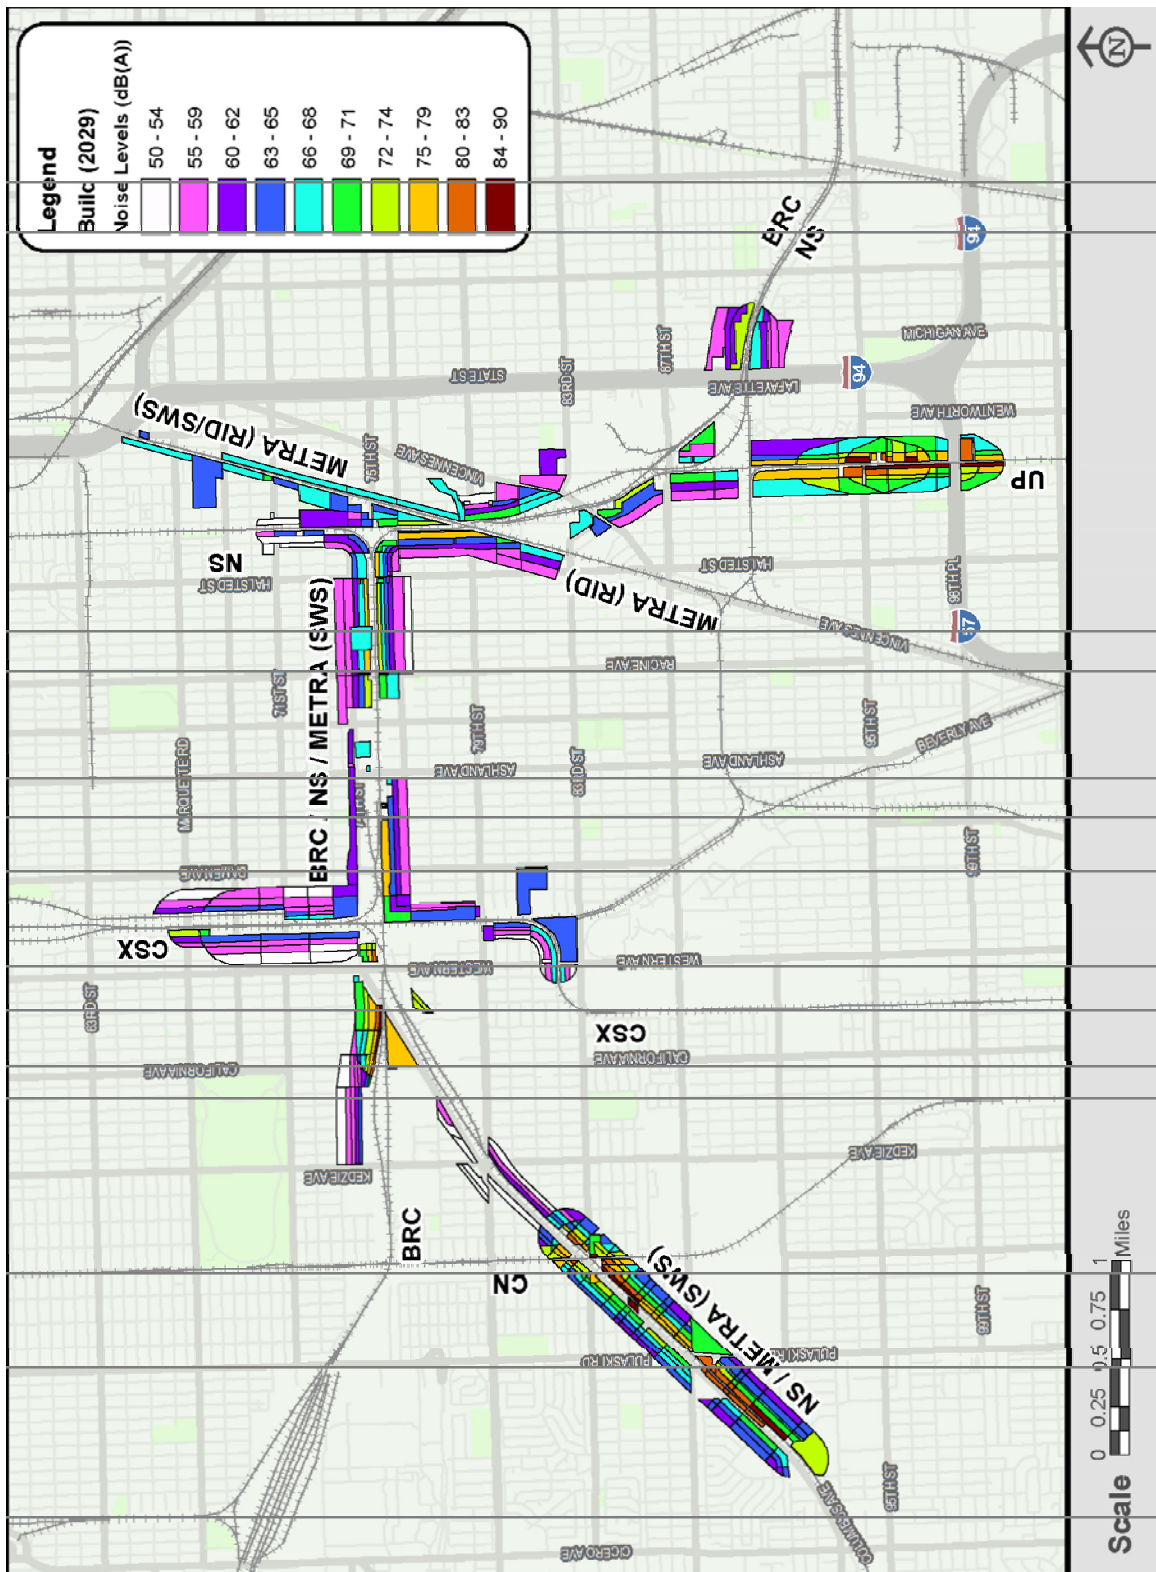 Legend
Build (2029)
Noise Levels (dB(A))
50 - 54
55 - 59
60 - 62
63 - 65
66 - 68
69 - 71
72 - 74
75 - 79
80 - 83
84 - 90
N
63RD ST
CALIFORNIA AVE
KEDZIE AVE
BRC
CN
CSX
DAMEN AVE
MARQUETTE RD
71ST ST
BRC / NS / METRA (SWS)
HALSTED ST
NS
METRA (RID/SWS)
75TH ST
VINCENNES AVE
STATE ST
83RD ST
87TH ST
BRC
NS
94
MICHIGAN AVE
94
LAFAYETTE AVE
WENTWORTH AVE
UP
METRA (RID)
HALSTED ST
98TH PL
57
VINCENNES AVE
RACINE AVE
79TH ST
ASHLAND AVE
83RD ST
ASHLAND AVE
95TH ST
BEVERLY AVE
99TH ST
WESTERN AVE
WESTERN AVE
CSX
CALIFORNIA AVE
KEDZIE AVE
NS / METRA (SWS)
PULASKI RD
PULASKI RD
99TH ST
95TH ST
COLUMBUS AVE
CICERO AVE
Scale
0 0.25 0.5 0.75 1
Miles